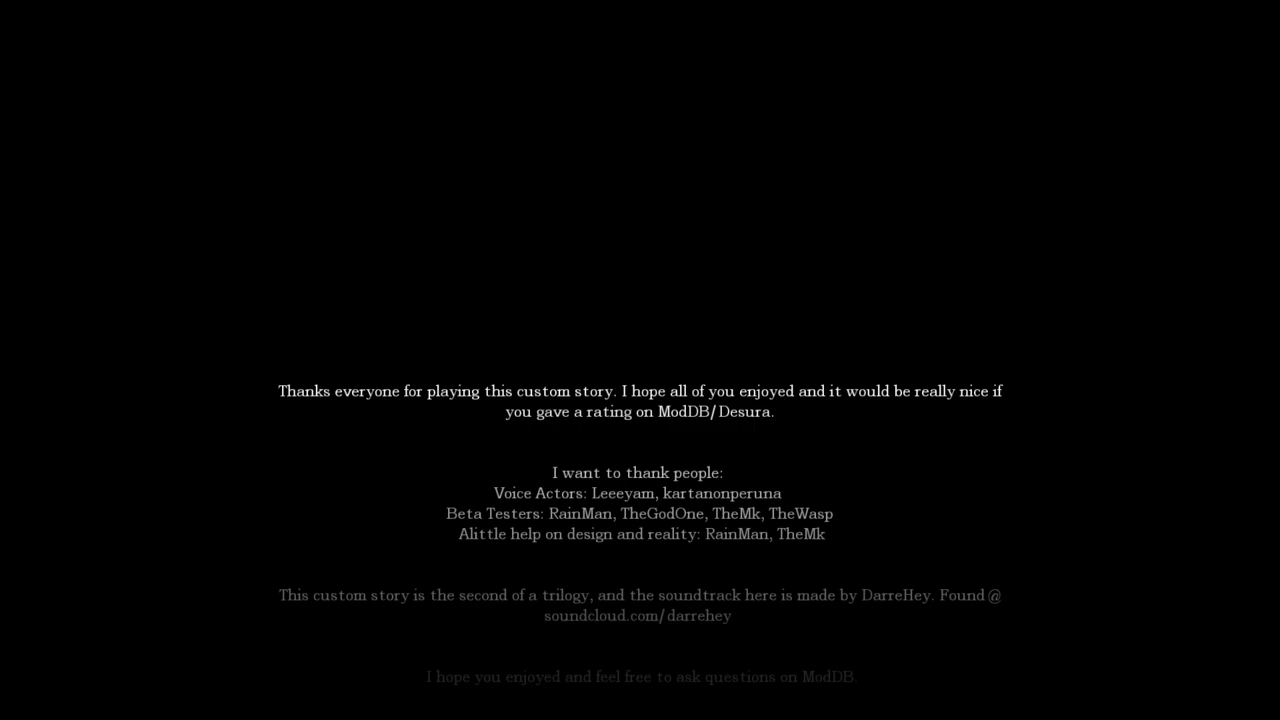 Thanks everyone for playing this custom story. I hope all of you enjoyed and it would be really nice if
you gave a rating on ModDB/Desura.
I want to thank people:
Voice Actors: Leeeyam, kartanonperuna
Beta Testers: RainMan, TheGodOne, TheMk, TheWasp
Alittle help on design and reality: RainMan, TheMk
This custom story is the second of a trilogy, and the soundtrack here is made by DarreHey. Found @
soundcloud.com/darrehey
I hope you enjoyed and feel free to ask questions on ModDB.